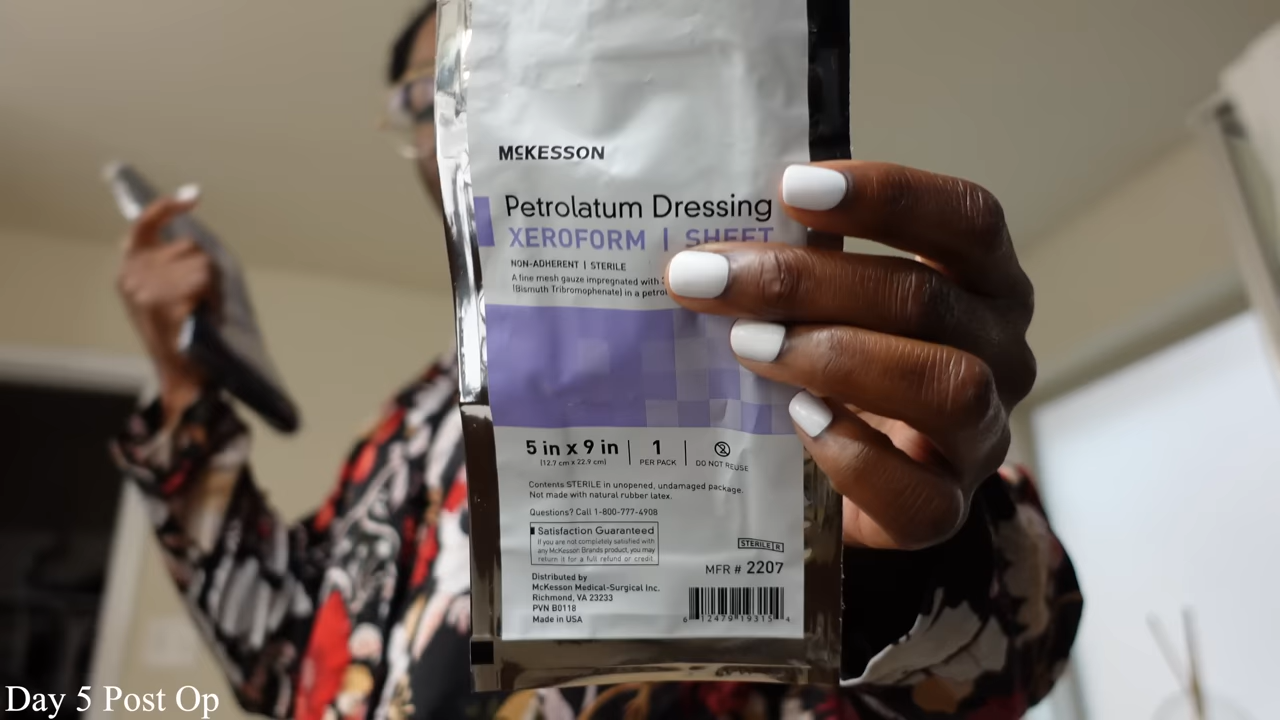 McKESSON
Petrolatum Dressing
XEROFORM | SHEET
NON-ADHERENT | STERILE
A fine mesh gauze impregnated with
(Bismuth Tribromophenate) in a
5 in x 9 in | 1 |
(12.7 cm x 22.9 cm) PER PACK DO NOT REUSE
Contents STERILE in unopened, undamaged package.
Not made with natural rubber latex.
Questions? Call 1-800-777-4908
Satisfaction Guaranteed
If you are not completely satisfied with
any McKesson Brands product, you may
return it for a full refund or credit.
STERILE R
MFR # 2207
Distributed by
McKesson Medical-Surgical Inc.
Richmond, VA 23233
PVN B0118
Made in USA
6 12479 19315 4
Day 5 Post Op